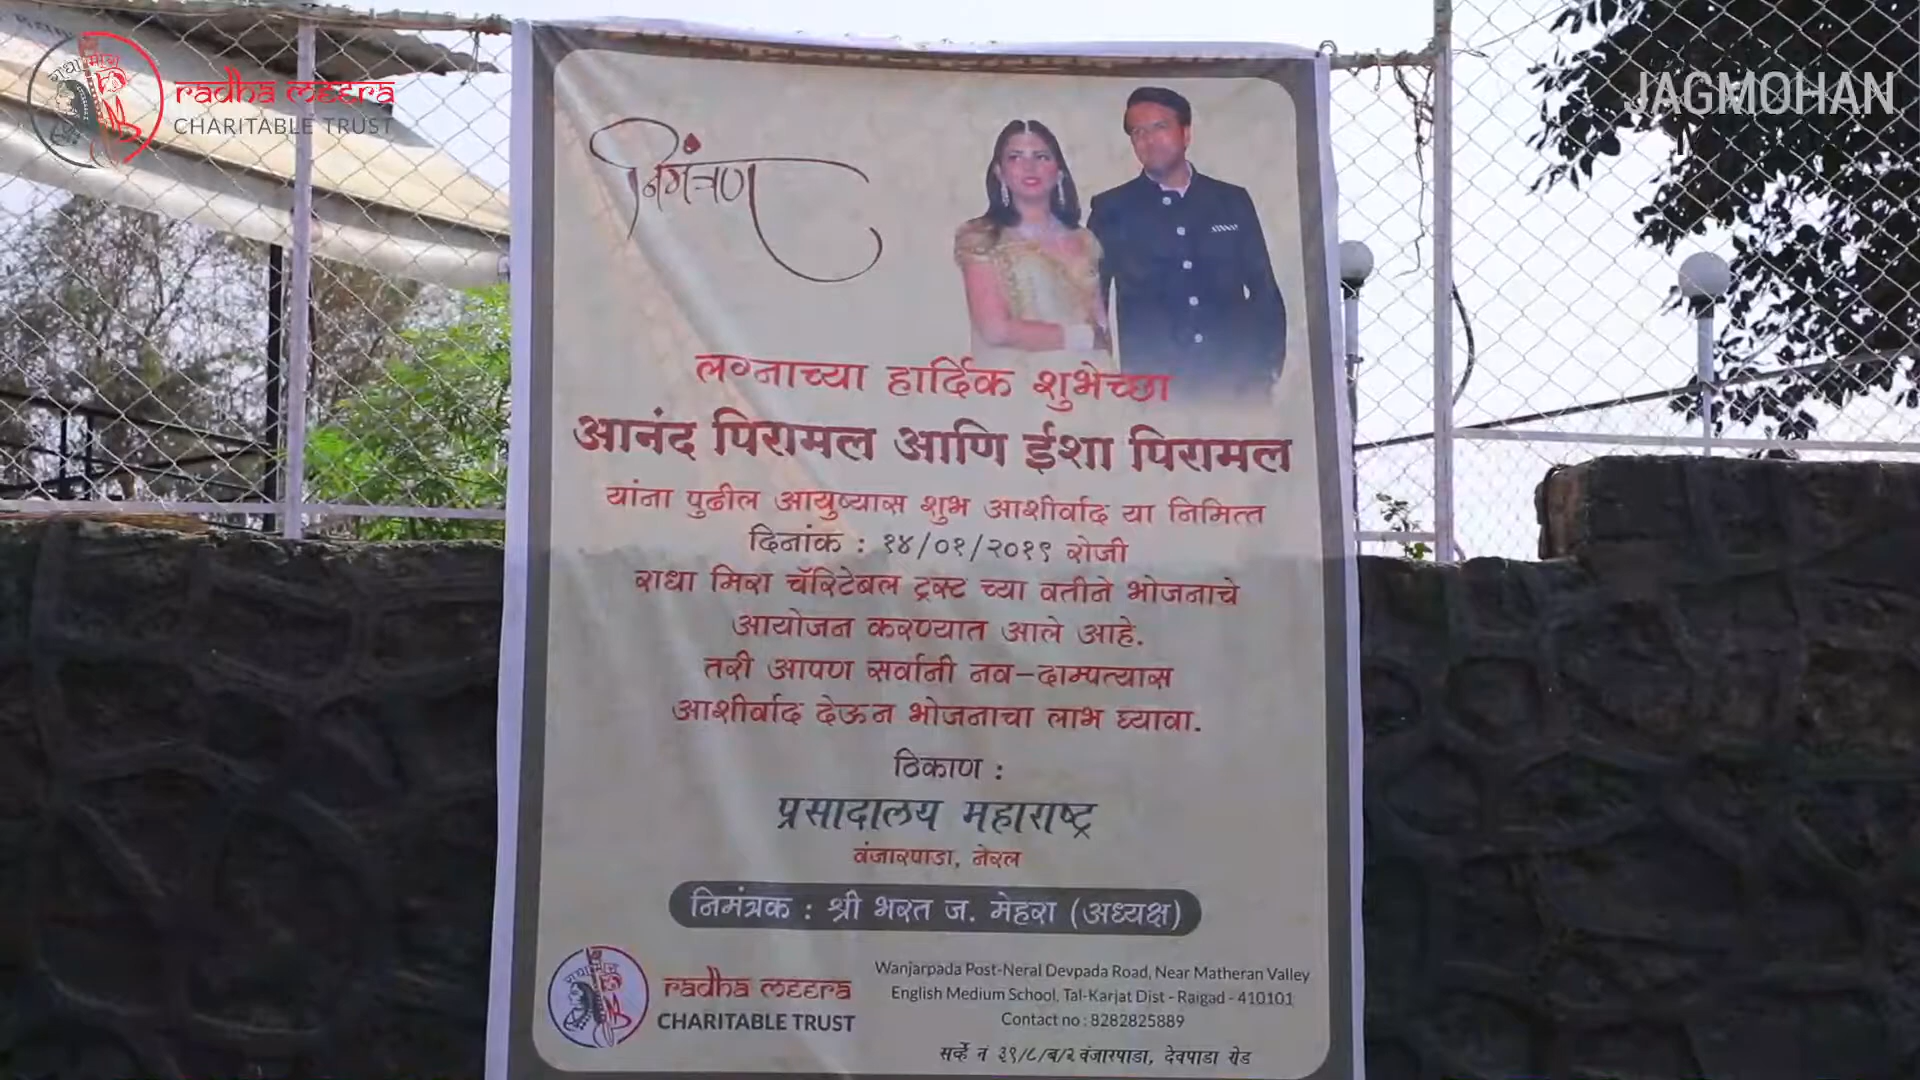 radha meera
CHARITABLE TRUST
JAGMOHAN
निमंत्रण
लग्नाच्या हार्दिक शुभेच्छा
आनंद पिरामल आणि ईशा पिरामल
यांना पुढील आयुष्यास शुभ आशीर्वाद या निमित्त
दिनांक : १४/०१/२०१९ रोजी
राधा मिरा चॅरिटेबल ट्रस्ट च्या वतीने भोजनाचे
आयोजन करण्यात आले आहे.
तरी आपण सर्वानी नव-दाम्पत्यास
आशीर्वाद देऊन भोजनाचा लाभ घ्यावा.
ठिकाण :
प्रसादालय महाराष्ट्र
वंजारपाडा, नेरल
निमंत्रक : श्री भरत ज. मेहरा (अध्यक्ष)
radha meera
CHARITABLE TRUST
Wanjarpada Post-Neral Devpada Road, Near Matheran Valley
English Medium School, Tal-Karjat Dist - Raigad - 410101
Contact no : 8282825889
सर्व्हे नं ३९/८/ब/२ वंजारपाडा, देवपाडा रोड